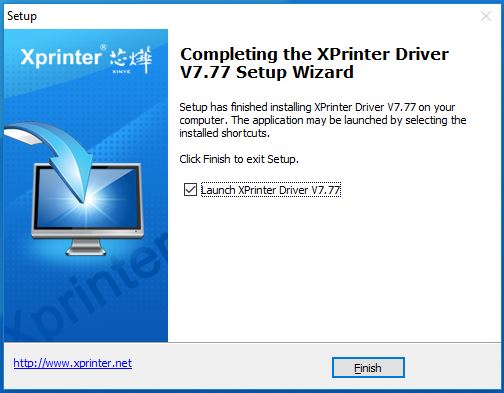 Setup
Xprinter® 芯烨
XINYE
Completing the XPrinter Driver
V7.77 Setup Wizard
Setup has finished installing XPrinter Driver V7.77 on your
computer. The application may be launched by selecting the
installed shortcuts.
Click Finish to exit Setup.
Launch XPrinter Driver V7.77
Xprinter
http://www.xprinter.net
Finish